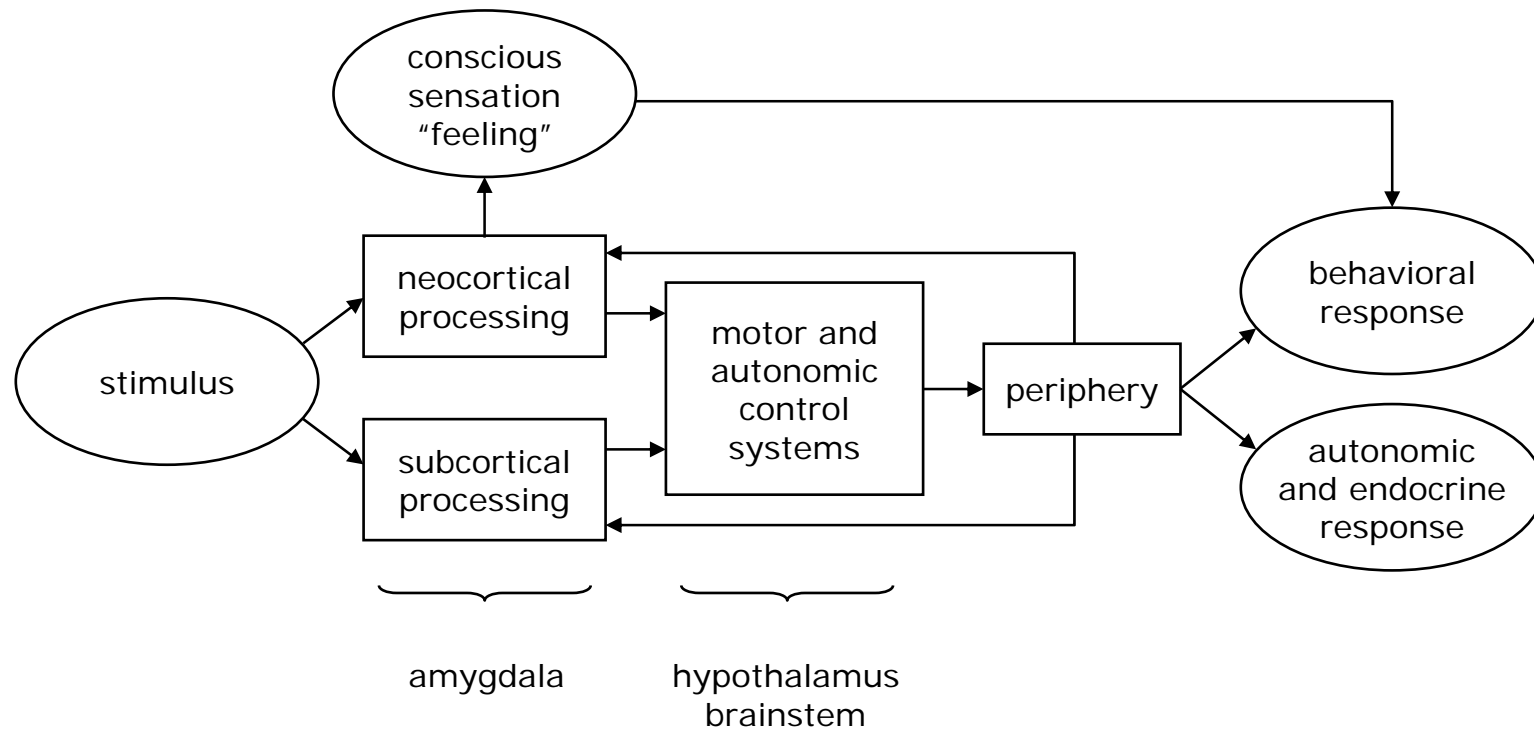 conscious
sensation
“feeling”
neocortical
processing
stimulus
subcortical
processing
motor and
autonomic
control
systems
periphery
behavioral
response
autonomic
and endocrine
response
amygdala
hypothalamus
brainstem